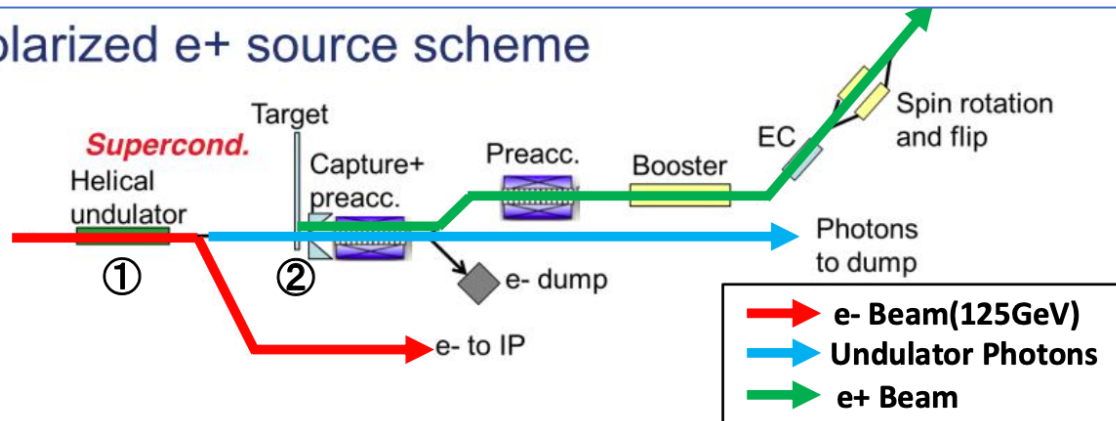 olarized e+ source scheme
Target
Supercond.
Helical
undulator
①
②
Capture+
preacc.
Preacc.
Booster
EC
Spin rotation
and flip
Photons
to dump
e- dump
e- to IP
e- Beam(125GeV)
Undulator Photons
e+ Beam